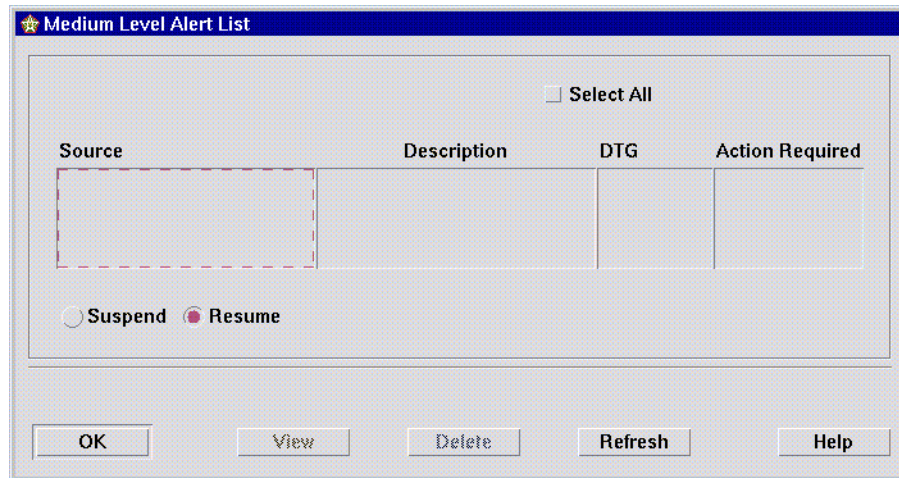 Medium Level Alert List
Select All
Source Description DTG Action Required
Suspend Resume
OK View Delete Refresh Help